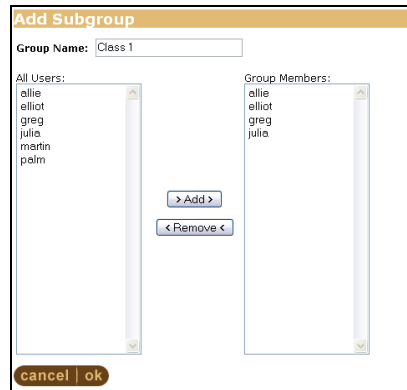 Add Subgroup
Group Name: Class 1
All Users:
allie
elliot
greg
julia
martin
palm
> Add >
< Remove <
Group Members:
allie
elliot
greg
julia
cancel | ok